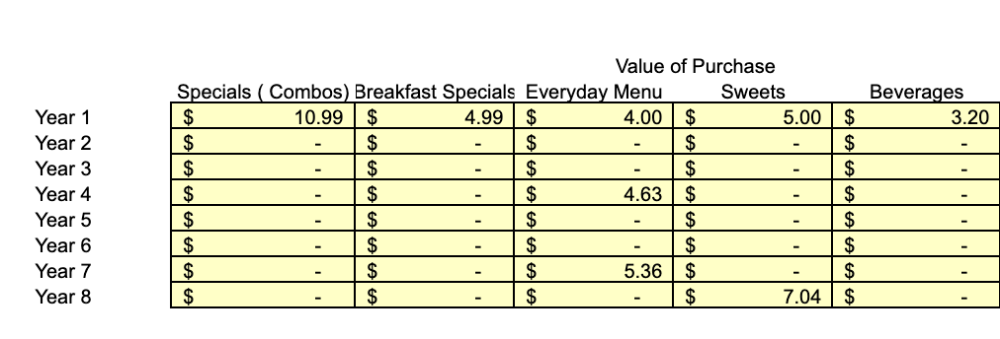 Value of Purchase
Specials ( Combos) Breakfast Specials Everyday Menu Sweets Beverages
Year 1 $ 10.99 $ 4.99 $ 4.00 $ 5.00 $ 3.20
Year 2 $ - $ - $ - $ - $ -
Year 3 $ - $ - $ - $ - $ -
Year 4 $ - $ - $ 4.63 $ - $ -
Year 5 $ - $ - $ - $ - $ -
Year 6 $ - $ - $ - $ - $ -
Year 7 $ - $ - $ 5.36 $ - $ -
Year 8 $ - $ - $ - $ 7.04 $ -